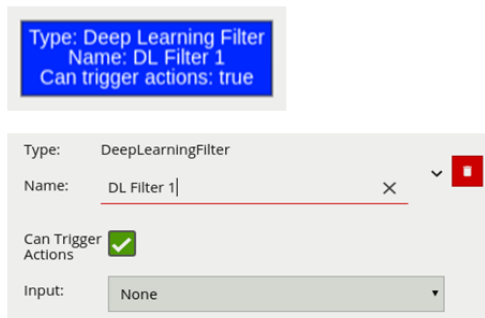 Type: Deep Learning Filter
Name: DL Filter 1
Can trigger actions: true
Type: DeepLearningFilter
Name: DL Filter 1
Can Trigger
Actions
Input: None